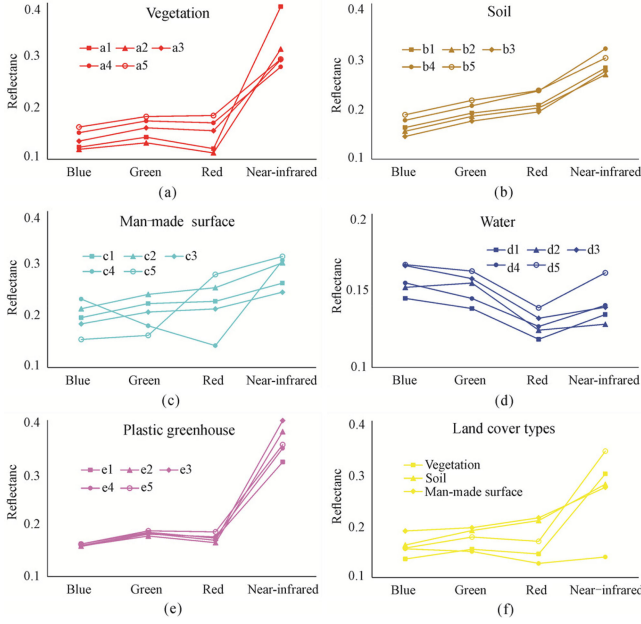 Vegetation
Reflectanc
0.4
0.3
0.2
0.1
a1 a2 a3
a4 a5
Blue Green Red Near-infrared
(a)
Soil
Reflectanc
0.4
0.3
0.2
0.1
b1 b2 b3
b4 b5
Blue Green Red Near-infrared
(b)
Man-made surface
Reflectanc
0.4
0.3
0.2
0.1
c1 c2 c3
c4 c5
Blue Green Red Near-infrared
(c)
Water
Reflectanc
0.2
0.15
0.1
d1 d2 d3
d4 d5
Blue Green Red Near-infrared
(d)
Plastic greenhouse
Reflectanc
0.4
0.3
0.2
0.1
e1 e2 e3
e4 e5
Blue Green Red Near-infrared
(e)
Land cover types
Reflectanc
0.4
0.3
0.2
0.1
Vegetation
Soil
Man-made surface
Blue Green Red Near-infrared
(f)